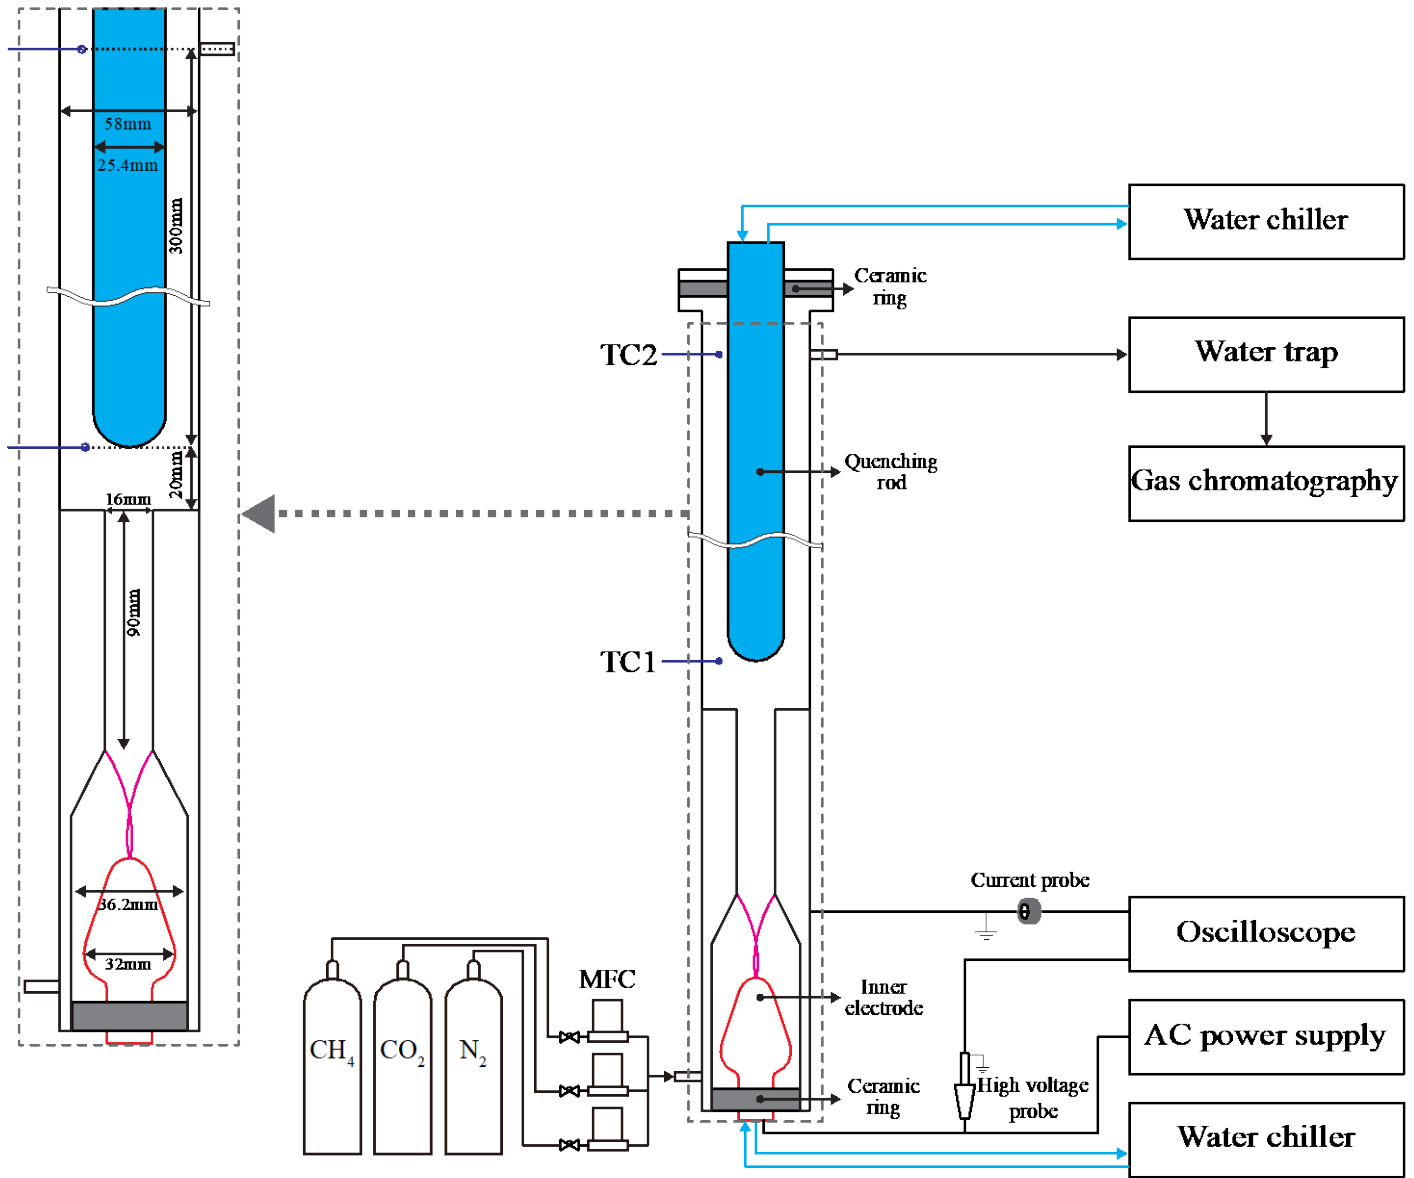 58mm
25.4mm
300mm
20mm
16mm
90mm
36.2mm
32mm
Water chiller
Ceramic
ring
TC2
Water trap
Quenching
rod
Gas chromatography
TC1
Current probe
Oscilloscope
MFC
Inner
electrode
CH4
CO2
N2
AC power supply
High voltage
probe
Ceramic
ring
Water chiller